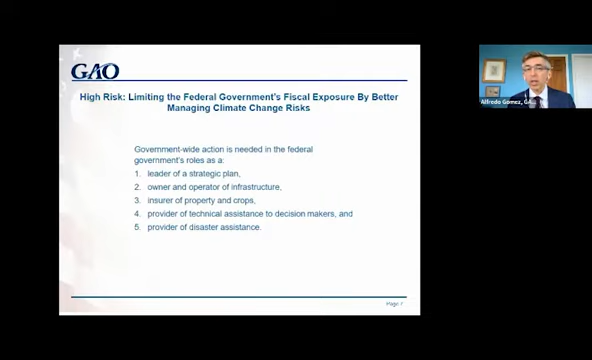 GAO
High Risk: Limiting the Federal Government's Fiscal Exposure By Better
Managing Climate Change Risks
Government-wide action is needed in the federal
government's roles as a:
1. leader of a strategic plan,
2. owner and operator of infrastructure,
3. insurer of property and crops,
4. provider of technical assistance to decision makers, and
5. provider of disaster assistance.
Page
Alfredo Gomez, GA...